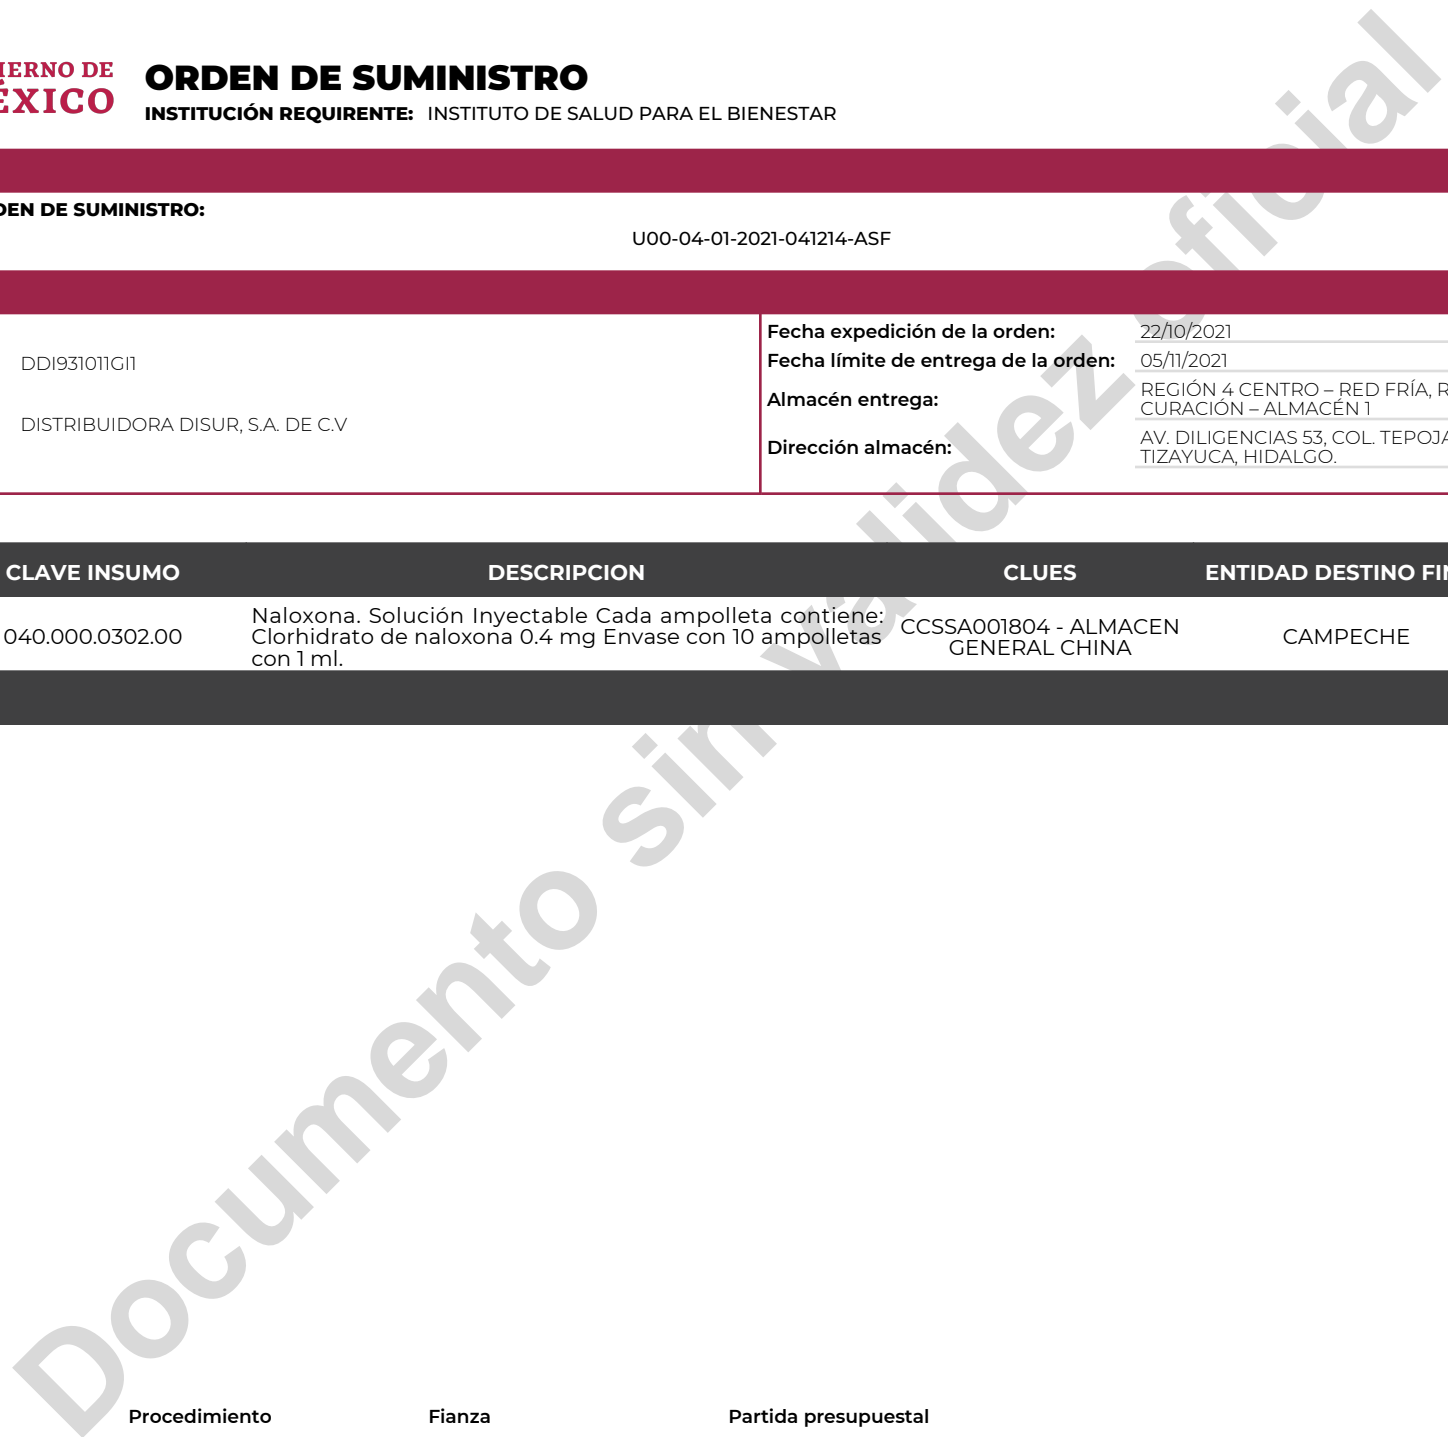 IERNO DE
ÉXICO
ORDEN DE SUMINISTRO
INSTITUCIÓN REQUIRENTE: INSTITUTO DE SALUD PARA EL BIENESTAR
DEN DE SUMINISTRO:
U00-04-01-2021-041214-ASF
DDI931011GI1
DISTRIBUIDORA DISUR, S.A. DE C.V
Fecha expedición de la orden: 22/10/2021
Fecha límite de entrega de la orden: 05/11/2021
Almacén entrega: REGIÓN 4 CENTRO – RED FRÍA, R
CURACIÓN – ALMACÉN 1
Dirección almacén: AV. DILIGENCIAS 53, COL. TEPOJA
TIZAYUCA, HIDALGO.
CLAVE INSUMO DESCRIPCION CLUES ENTIDAD DESTINO FIN
040.000.0302.00
Naloxona. Solución Inyectable Cada ampolleta contiene:
Clorhidrato de naloxona 0.4 mg Envase con 10 ampolletas
con 1 ml.
CCSSA001804 - ALMACEN
GENERAL CHINA
CAMPECHE
Documento sin validez oficial
Procedimiento Fianza Partida presupuestal